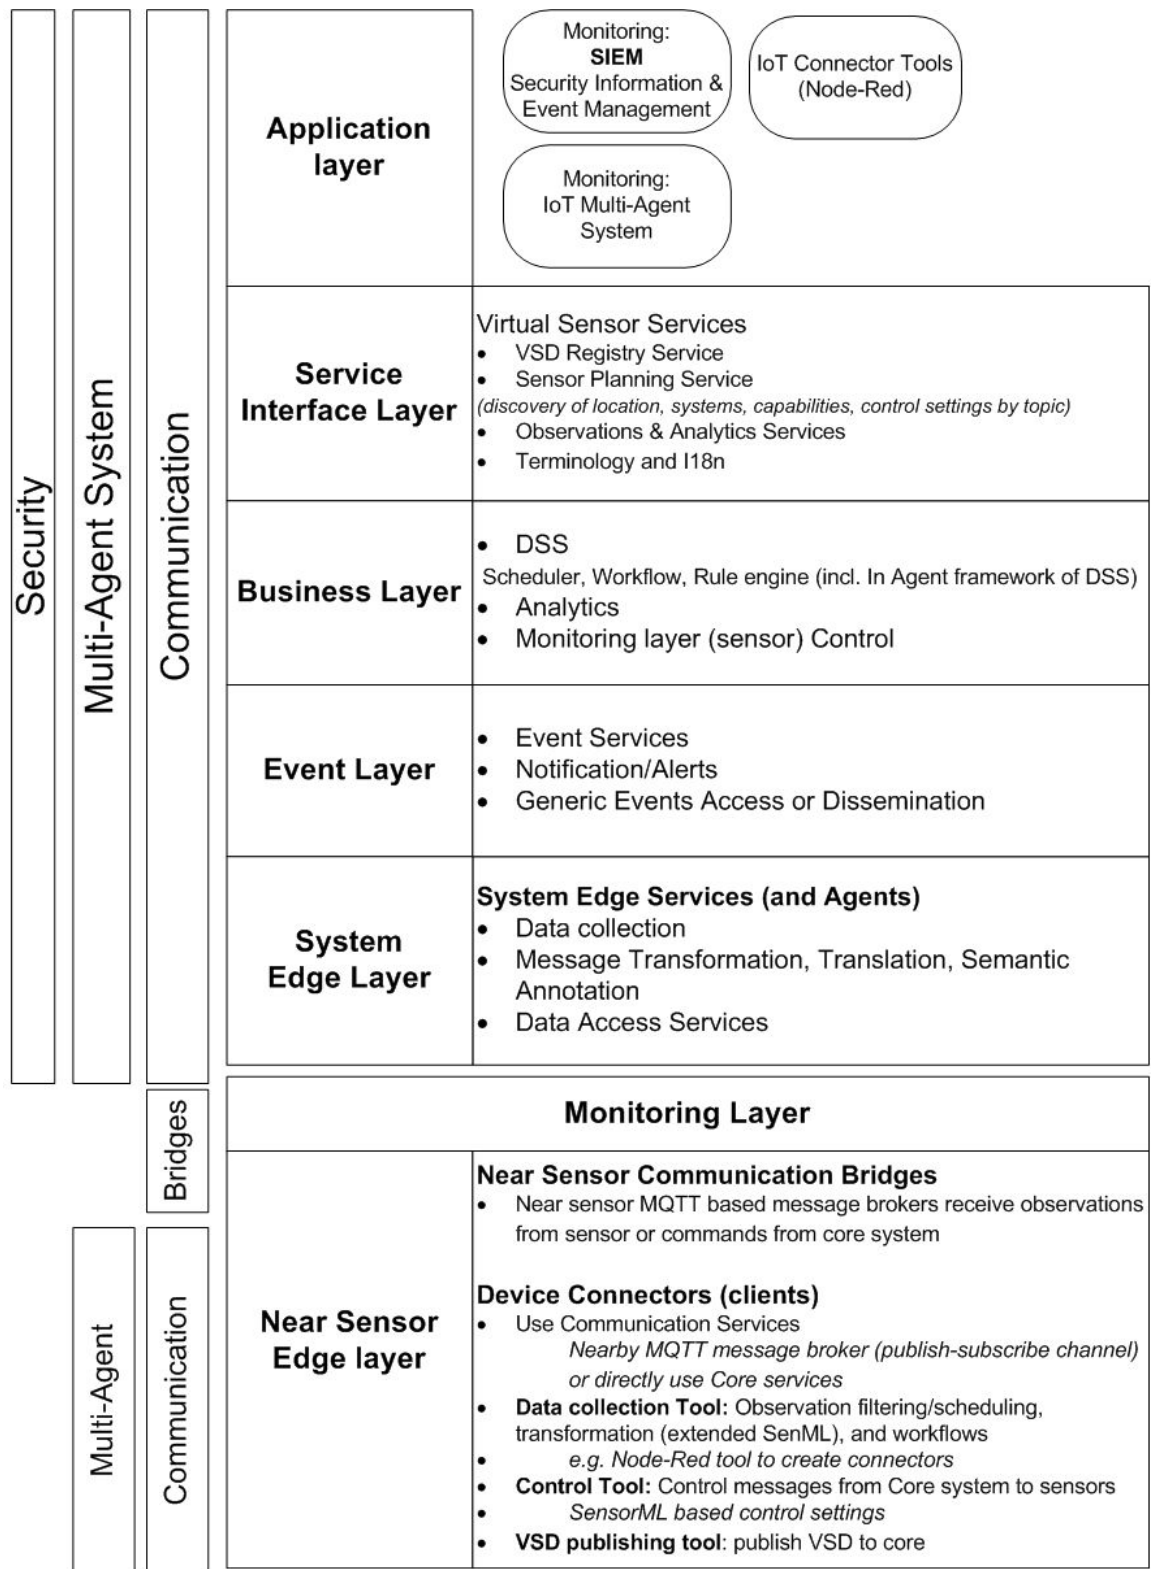 Security
Multi-Agent System
Communication
Application
layer
Monitoring:
SIEM
Security Information &
Event Management
IoT Connector Tools
(Node-Red)
Monitoring:
IoT Multi-Agent
System
Service
Interface Layer
Virtual Sensor Services
• VSD Registry Service
• Sensor Planning Service
(discovery of location, systems, capabilities, control settings by topic)
• Observations & Analytics Services
• Terminology and I18n
Business Layer
• DSS
Scheduler, Workflow, Rule engine (incl. In Agent framework of DSS)
• Analytics
• Monitoring layer (sensor) Control
Event Layer
• Event Services
• Notification/Alerts
• Generic Events Access or Dissemination
System
Edge Layer
System Edge Services (and Agents)
• Data collection
• Message Transformation, Translation, Semantic
Annotation
• Data Access Services
Bridges
Multi-Agent
Communication
Monitoring Layer
Near Sensor
Edge layer
Near Sensor Communication Bridges
• Near sensor MQTT based message brokers receive observations
from sensor or commands from core system
Device Connectors (clients)
• Use Communication Services
Nearby MQTT message broker (publish-subscribe channel)
or directly use Core services
• Data collection Tool: Observation filtering/scheduling,
transformation (extended SenML), and workflows
• e.g. Node-Red tool to create connectors
• Control Tool: Control messages from Core system to sensors
• SensorML based control settings
• VSD publishing tool: publish VSD to core